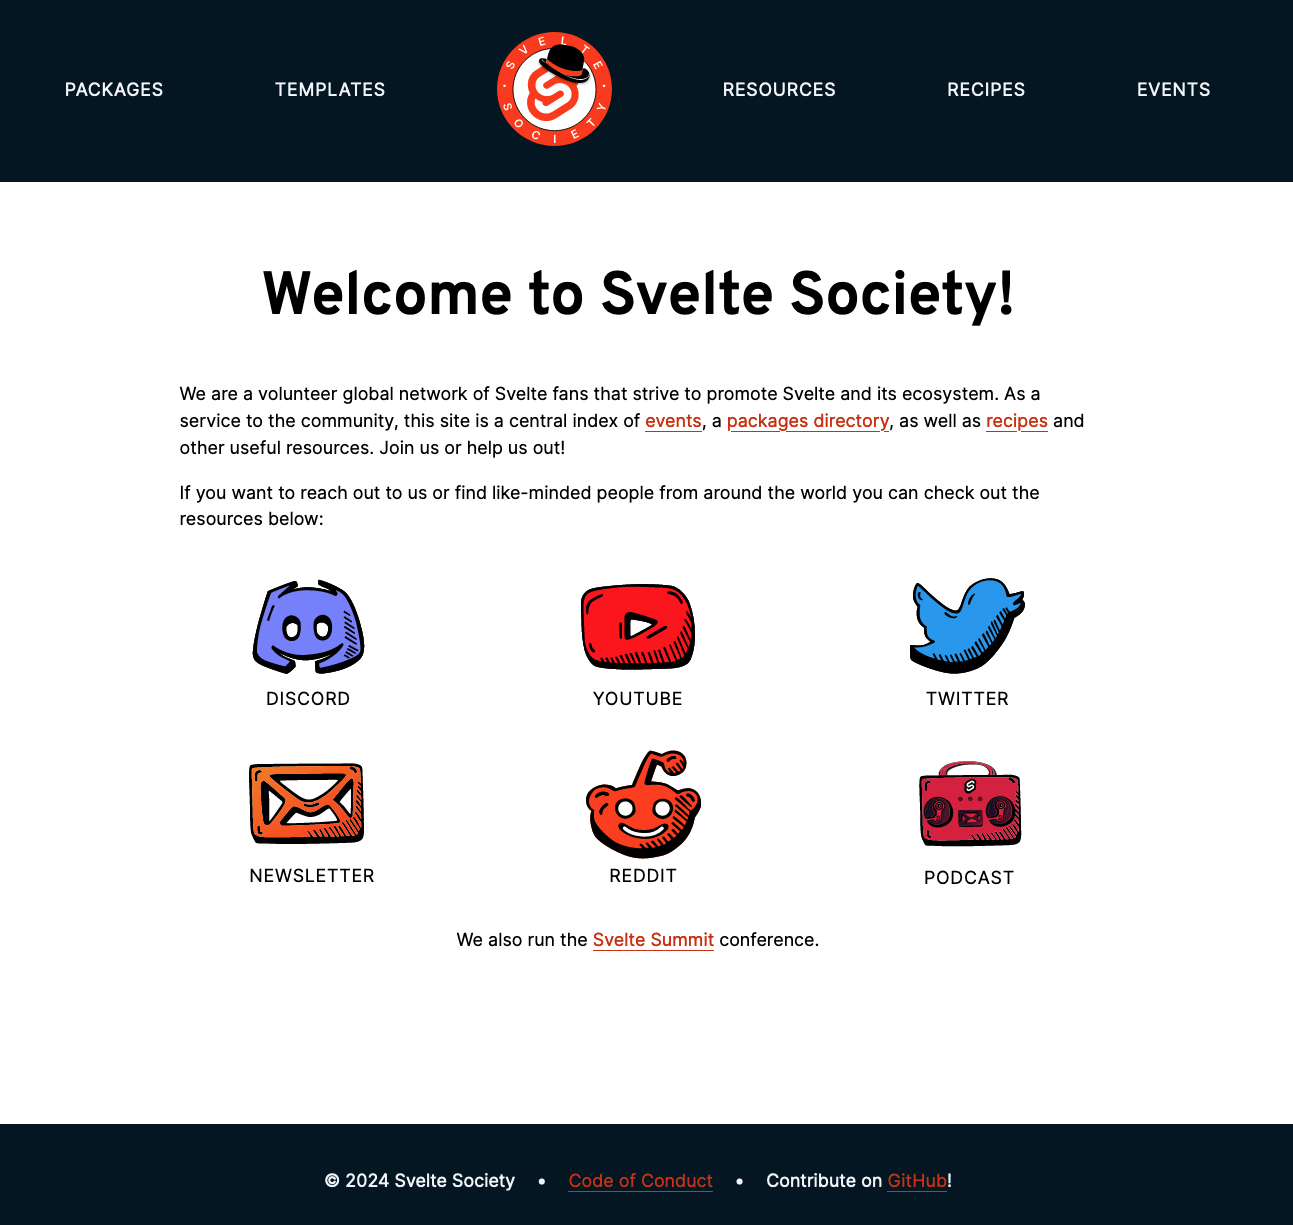 PACKAGES
TEMPLATES
SVELTE
SOCIETY
RESOURCES
RECIPES
EVENTS
Welcome to Svelte Society!
We are a volunteer global network of Svelte fans that strive to promote Svelte and its ecosystem. As a
service to the community, this site is a central index of events, a packages directory, as well as recipes and
other useful resources. Join us or help us out!
If you want to reach out to us or find like-minded people from around the world you can check out the
resources below:
DISCORD
YOUTUBE
TWITTER
NEWSLETTER
REDDIT
PODCAST
We also run the Svelte Summit conference.
© 2024 Svelte Society • Code of Conduct • Contribute on GitHub!